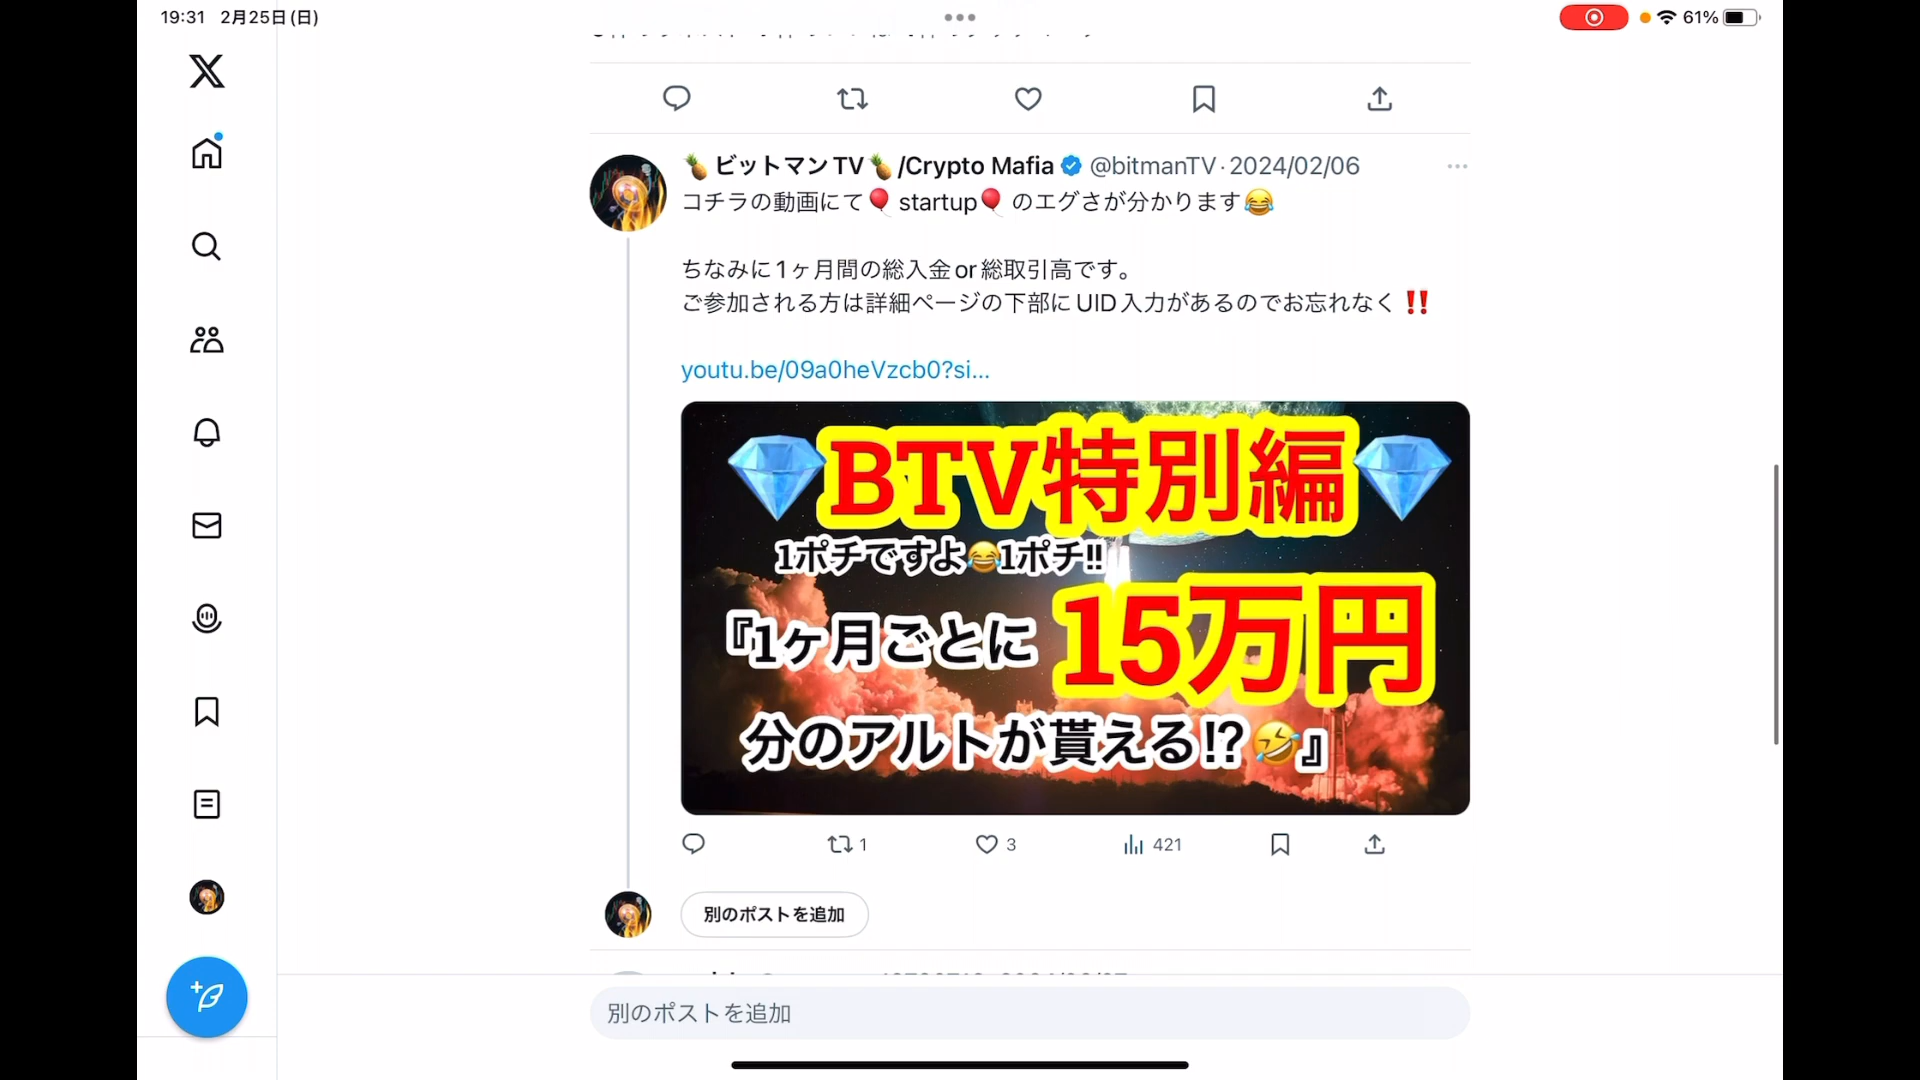 19:31 2月25日(日)
61%
🍍ビットマンTV🍍/Crypto Mafia @bitmanTV·2024/02/06
コチラの動画にて🎈startup🎈のエグさが分かります😂
ちなみに1ヶ月間の総入金or総取引高です。
ご参加される方は詳細ページの下部にUID入力があるのでお忘れなく‼️
youtu.be/09a0heVzcb0?si...
💎BTV特別編💎
1ポチですよ😂1ポチ‼
『1ヶ月ごとに 15万円
分のアルトが貰える⁉🤣』
1 3 421
別のポストを追加
別のポストを追加